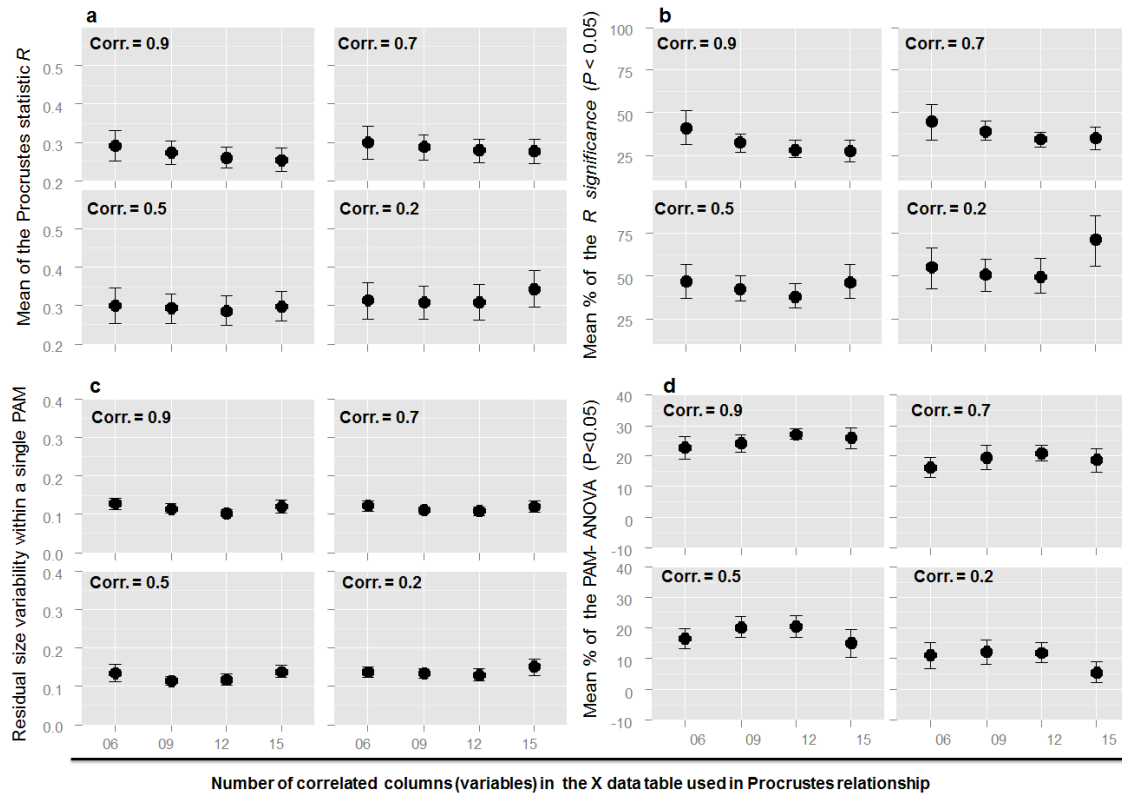 a
Mean of the Procrustes statistic R
Corr. = 0.9
0.5
0.4
0.3
0.2
Corr. = 0.7
Corr. = 0.5
0.5
0.4
0.3
0.2
Corr. = 0.2
b
Mean % of the R significance (P < 0.05)
Corr. = 0.9
100
75
50
25
Corr. = 0.7
Corr. = 0.5
75
50
25
Corr. = 0.2
c
Residual size variability within a single PAM
Corr. = 0.9
0.4
0.3
0.2
0.1
0.0
Corr. = 0.7
Corr. = 0.5
0.4
0.3
0.2
0.1
0.0
Corr. = 0.2
06 09 12 15 06 09 12 15
d
Mean % of the PAM- ANOVA (P<0.05)
Corr. = 0.9
40
30
20
10
0
-10
Corr. = 0.7
Corr. = 0.5
40
30
20
10
0
-10
Corr. = 0.2
06 09 12 15 06 09 12 15
Number of correlated columns (variables) in the X data table used in Procrustes relationship